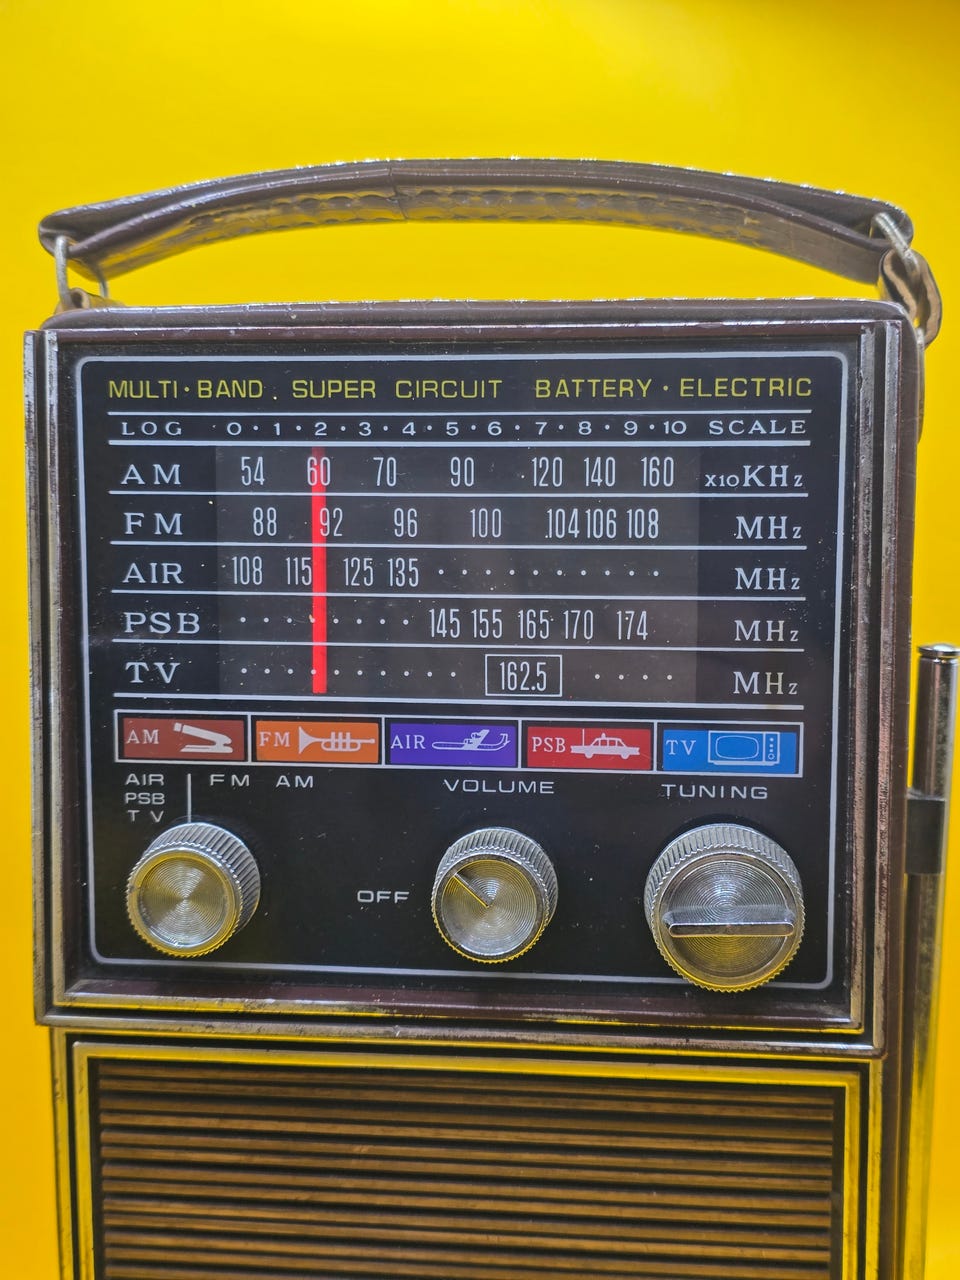 MULTI·BAND . SUPER CIRCUIT BATTERY·ELECTRIC
LOG 0·1·2·3·4·5·6·7·8·9·10 SCALE
AM 54 60 70 90 120 140 160 x10KHz
FM 88 92 96 100 104 106 108 MHz
AIR 108 115 125 135 · · · · · · · · · · MHz
PSB · · · · · · · · 145 155 165 170 174 MHz
TV · · · · · · · · · · 162.5 · · · · MHz
AM FM AIR PSB TV
AIR FM AM VOLUME TUNING
PSB
TV
OFF